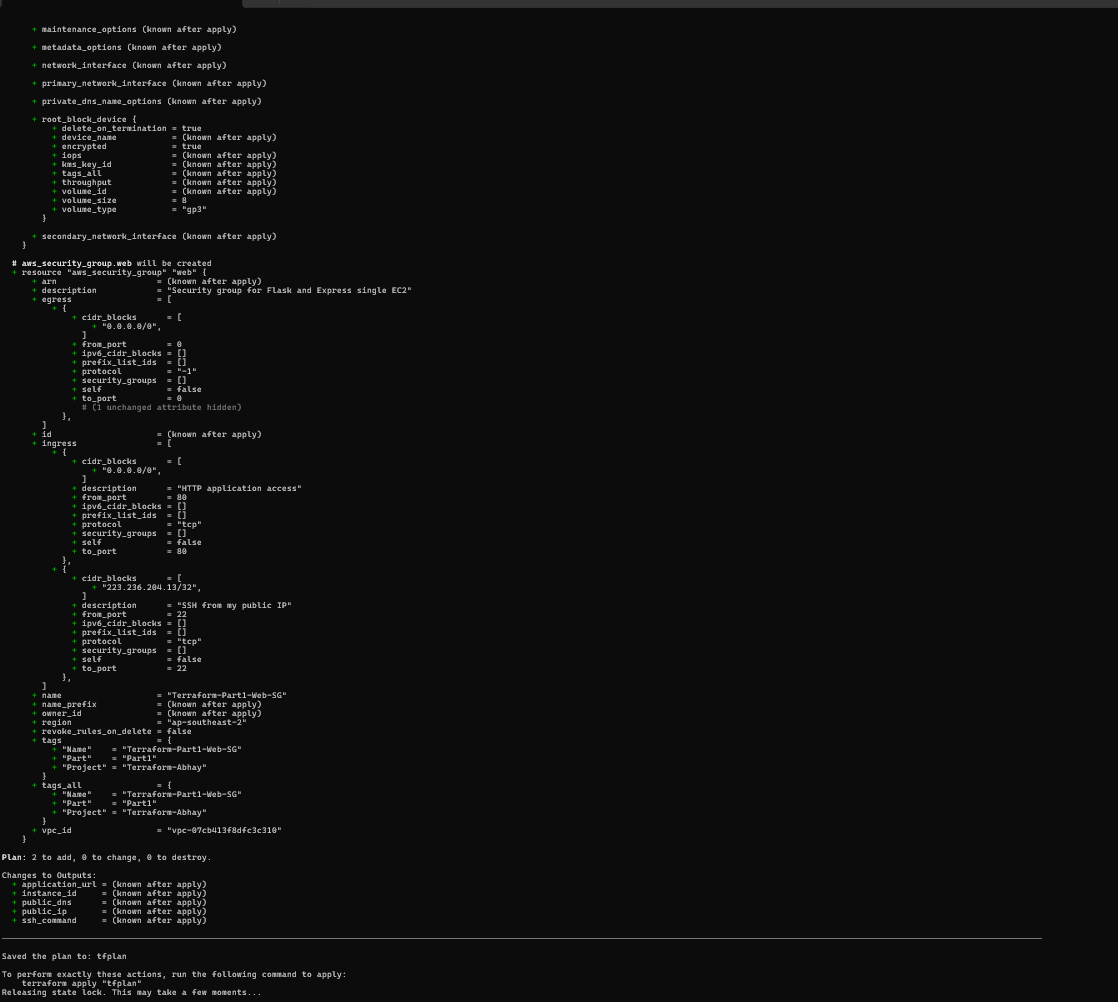 + maintenance_options (known after apply)
+ metadata_options (known after apply)
+ network_interface (known after apply)
+ primary_network_interface (known after apply)
+ private_dns_name_options (known after apply)
+ root_block_device {
+ delete_on_termination = true
+ device_name = (known after apply)
+ encrypted = true
+ iops = (known after apply)
+ kms_key_id = (known after apply)
+ tags_all = (known after apply)
+ throughput = (known after apply)
+ volume_id = (known after apply)
+ volume_size = 8
+ volume_type = "gp3"
}
+ secondary_network_interface (known after apply)
}
# aws_security_group.web will be created
+ resource "aws_security_group" "web" {
+ arn = (known after apply)
+ description = "Security group for Flask and Express single EC2"
+ egress = [
+ {
+ cidr_blocks = [
+ "0.0.0.0/0",
]
+ from_port = 0
+ ipv6_cidr_blocks = []
+ prefix_list_ids = []
+ protocol = "-1"
+ security_groups = []
+ self = false
+ to_port = 0
# (1 unchanged attribute hidden)
},
]
+ id = (known after apply)
+ ingress = [
+ {
+ cidr_blocks = [
+ "0.0.0.0/0",
]
+ description = "HTTP application access"
+ from_port = 80
+ ipv6_cidr_blocks = []
+ prefix_list_ids = []
+ protocol = "tcp"
+ security_groups = []
+ self = false
+ to_port = 80
},
+ {
+ cidr_blocks = [
+ "223.236.204.13/32",
]
+ description = "SSH from my public IP"
+ from_port = 22
+ ipv6_cidr_blocks = []
+ prefix_list_ids = []
+ protocol = "tcp"
+ security_groups = []
+ self = false
+ to_port = 22
},
]
+ name = "Terraform-Part1-Web-SG"
+ name_prefix = (known after apply)
+ owner_id = (known after apply)
+ region = "ap-southeast-2"
+ revoke_rules_on_delete = false
+ tags = {
+ "Name" = "Terraform-Part1-Web-SG"
+ "Part" = "Part1"
+ "Project" = "Terraform-Abhay"
}
+ tags_all = {
+ "Name" = "Terraform-Part1-Web-SG"
+ "Part" = "Part1"
+ "Project" = "Terraform-Abhay"
}
+ vpc_id = "vpc-07cb413f8dfc3c310"
}
Plan: 2 to add, 0 to change, 0 to destroy.
Changes to Outputs:
+ application_url = (known after apply)
+ instance_id = (known after apply)
+ public_dns = (known after apply)
+ public_ip = (known after apply)
+ ssh_command = (known after apply)
Saved the plan to: tfplan
To perform exactly these actions, run the following command to apply:
terraform apply "tfplan"
Releasing state lock. This may take a few moments...